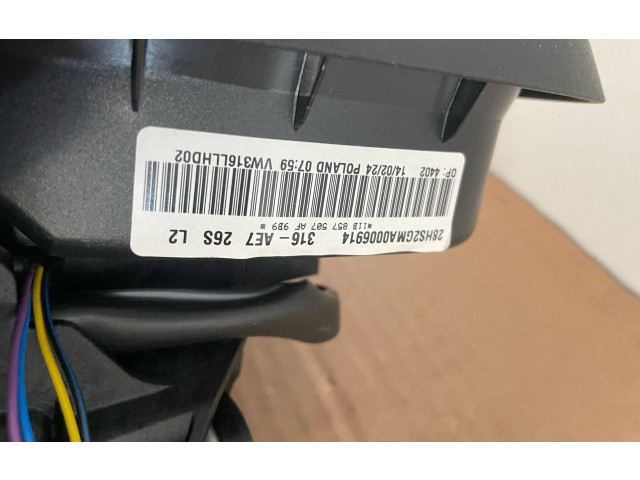 28HS2GMA0006914 316-AE7 26S L2
*11B 857 507 AF 9B9 *
OP: 4402 14/02/24 POLAND 07:59 VW316LLHD02